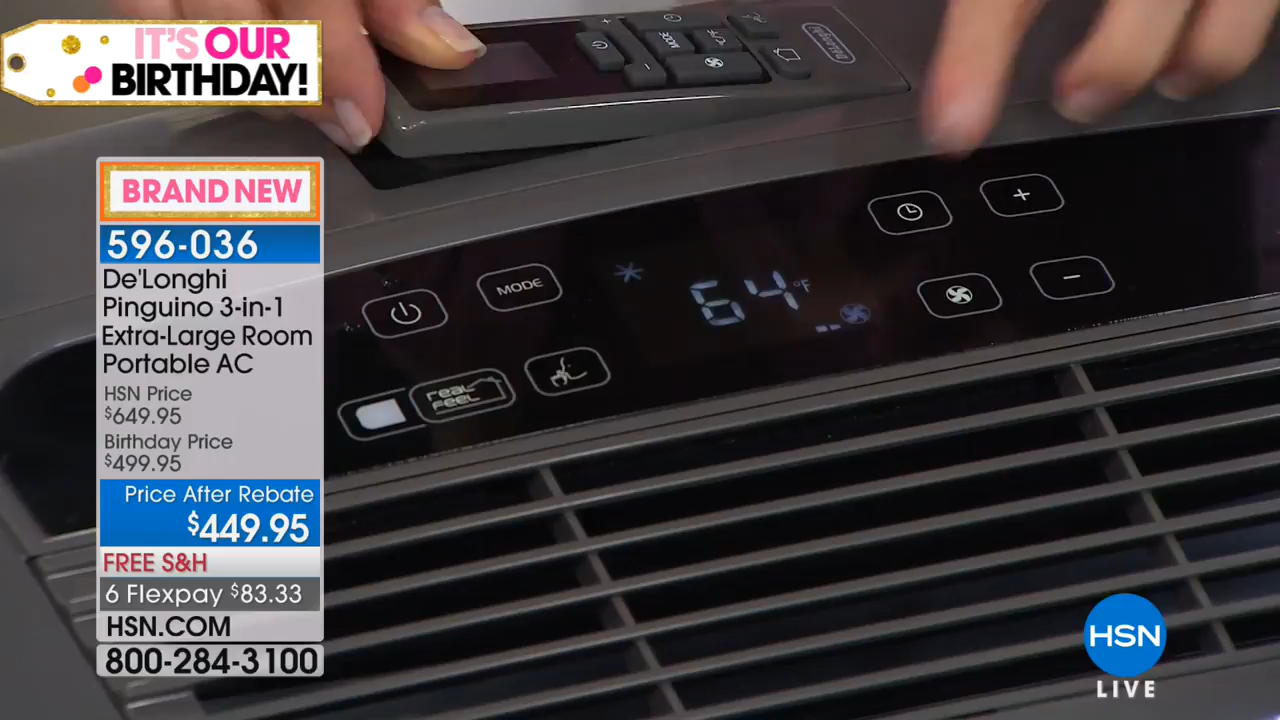 IT'S OUR
BIRTHDAY!
BRAND NEW
596-036
De'Longhi
Pinguino 3-in-1
Extra-Large Room
Portable AC
HSN Price
$649.95
Birthday Price
$499.95
Price After Rebate
$449.95
FREE S&H
6 Flexpay $83.33
HSN.COM
800-284-3100
+
MODE
°C/°F
-
DeLonghi
MODE
64°F
+
-
real
FEEL
HSN
LIVE